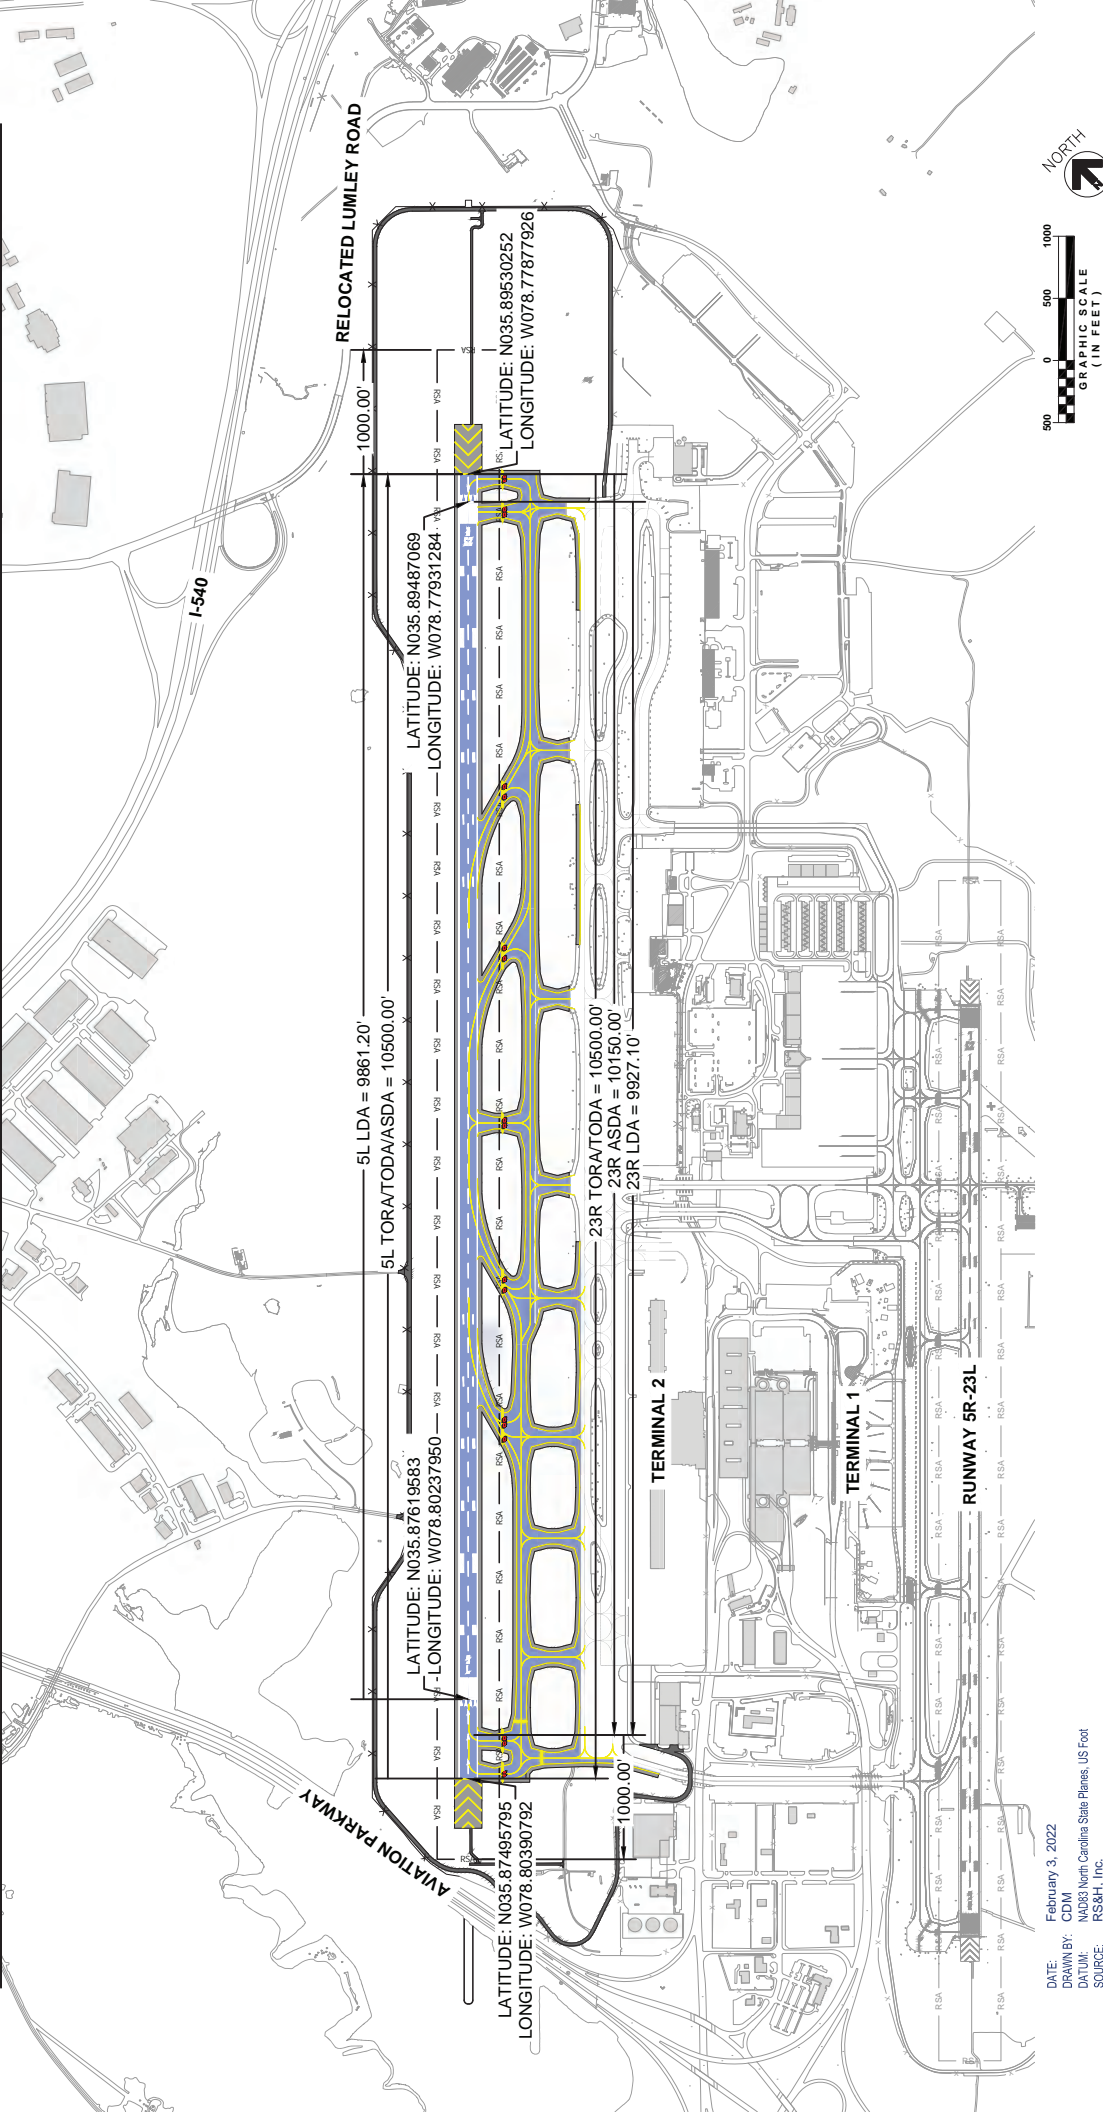 RELOCATED LUMLEY ROAD
I-540
AVIATION PARKWAY
1000.00'
5L LDA = 9861.20'
5L TORA/TODA/ASDA = 10500.00'
LATITUDE: N035.89530252
LONGITUDE: W078.77877926
LATITUDE: N035.89487069
LONGITUDE: W078.77931284
LATITUDE: N035.87619583
LONGITUDE: W078.80237950
LATITUDE: N035.87495795
LONGITUDE: W078.80390792
23R TORA/TODA = 10500.00'
23R ASDA = 10150.00'
23R LDA = 9927.10'
1000.00'
TERMINAL 2
TERMINAL 1
RUNWAY 5R-23L
RSA
NORTH
500 0 500 1000
GRAPHIC SCALE
(IN FEET)
DATE: February 3, 2022
DRAWN BY: CDM
DATUM: NAD83 North Carolina State Planes, US Foot
SOURCE: RS&H, Inc.